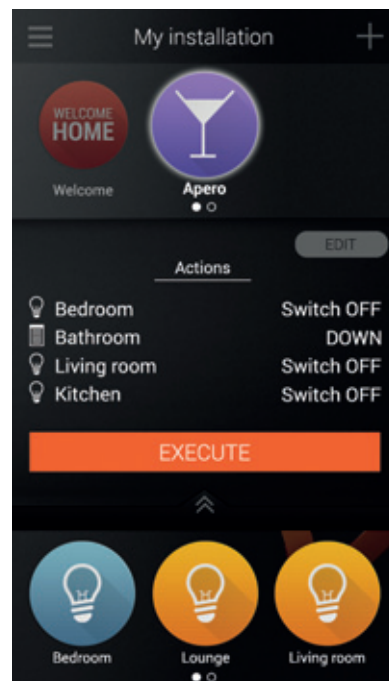 My installation
WELCOME
HOME
Welcome
Apero
EDIT
Actions
Bedroom Switch OFF
Bathroom DOWN
Living room Switch OFF
Kitchen Switch OFF
EXECUTE
Bedroom Lounge Living room